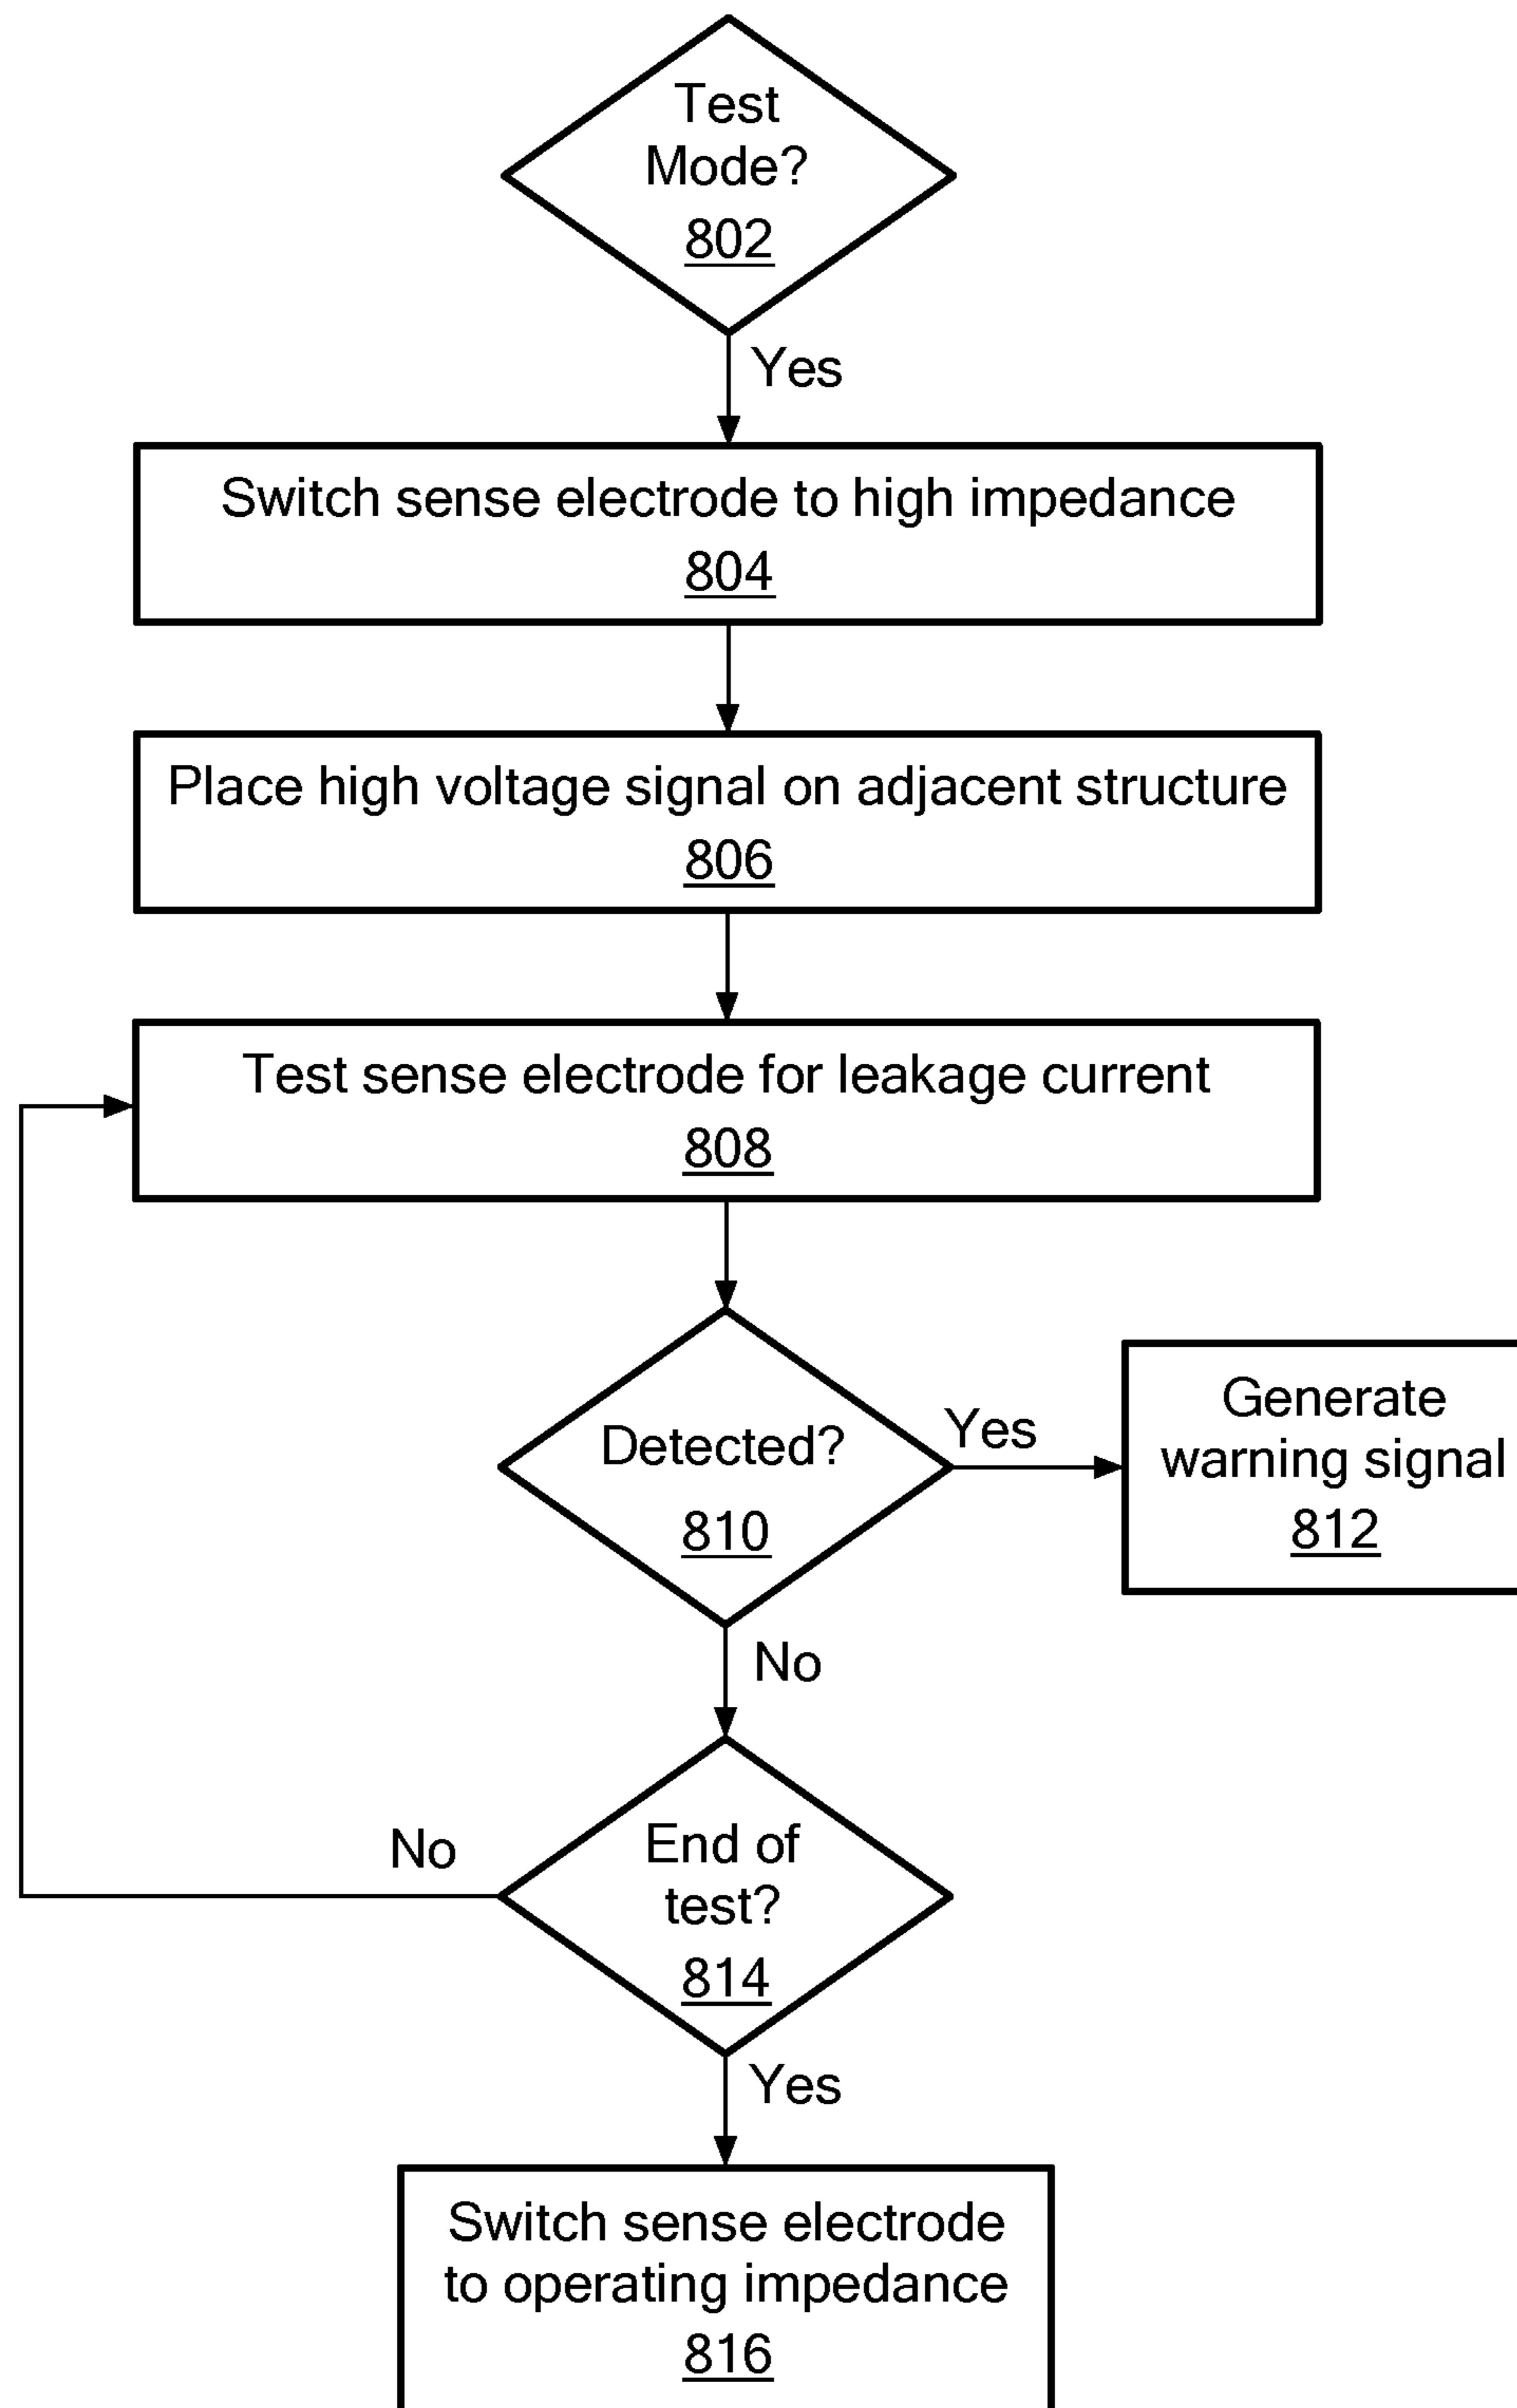 Test
Mode?
802
Yes
Switch sense electrode to high impedance
804
Place high voltage signal on adjacent structure
806
Test sense electrode for leakage current
808
Detected?
810
Yes
Generate
warning signal
812
No
End of
test?
814
No
Yes
Switch sense electrode
to operating impedance
816